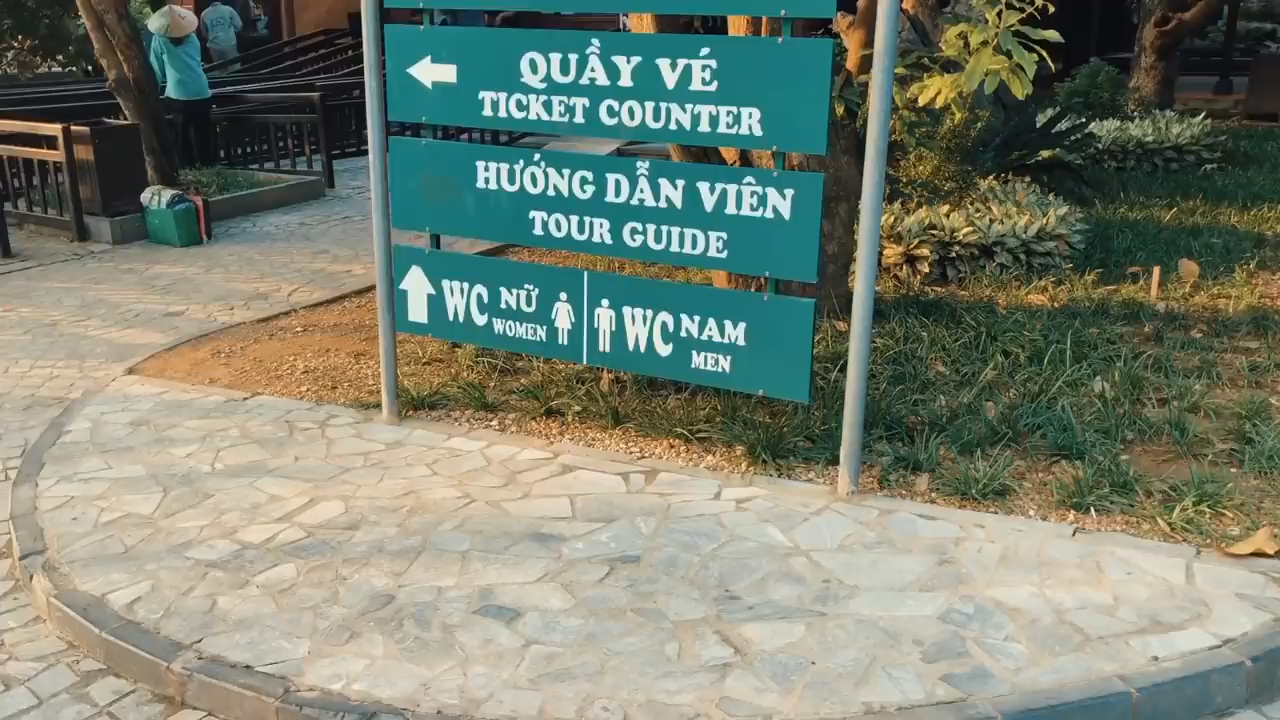 QUẦY VÉ
TICKET COUNTER
HƯỚNG DẪN VIÊN
TOUR GUIDE
WC NỮ WC NAM
WOMEN MEN